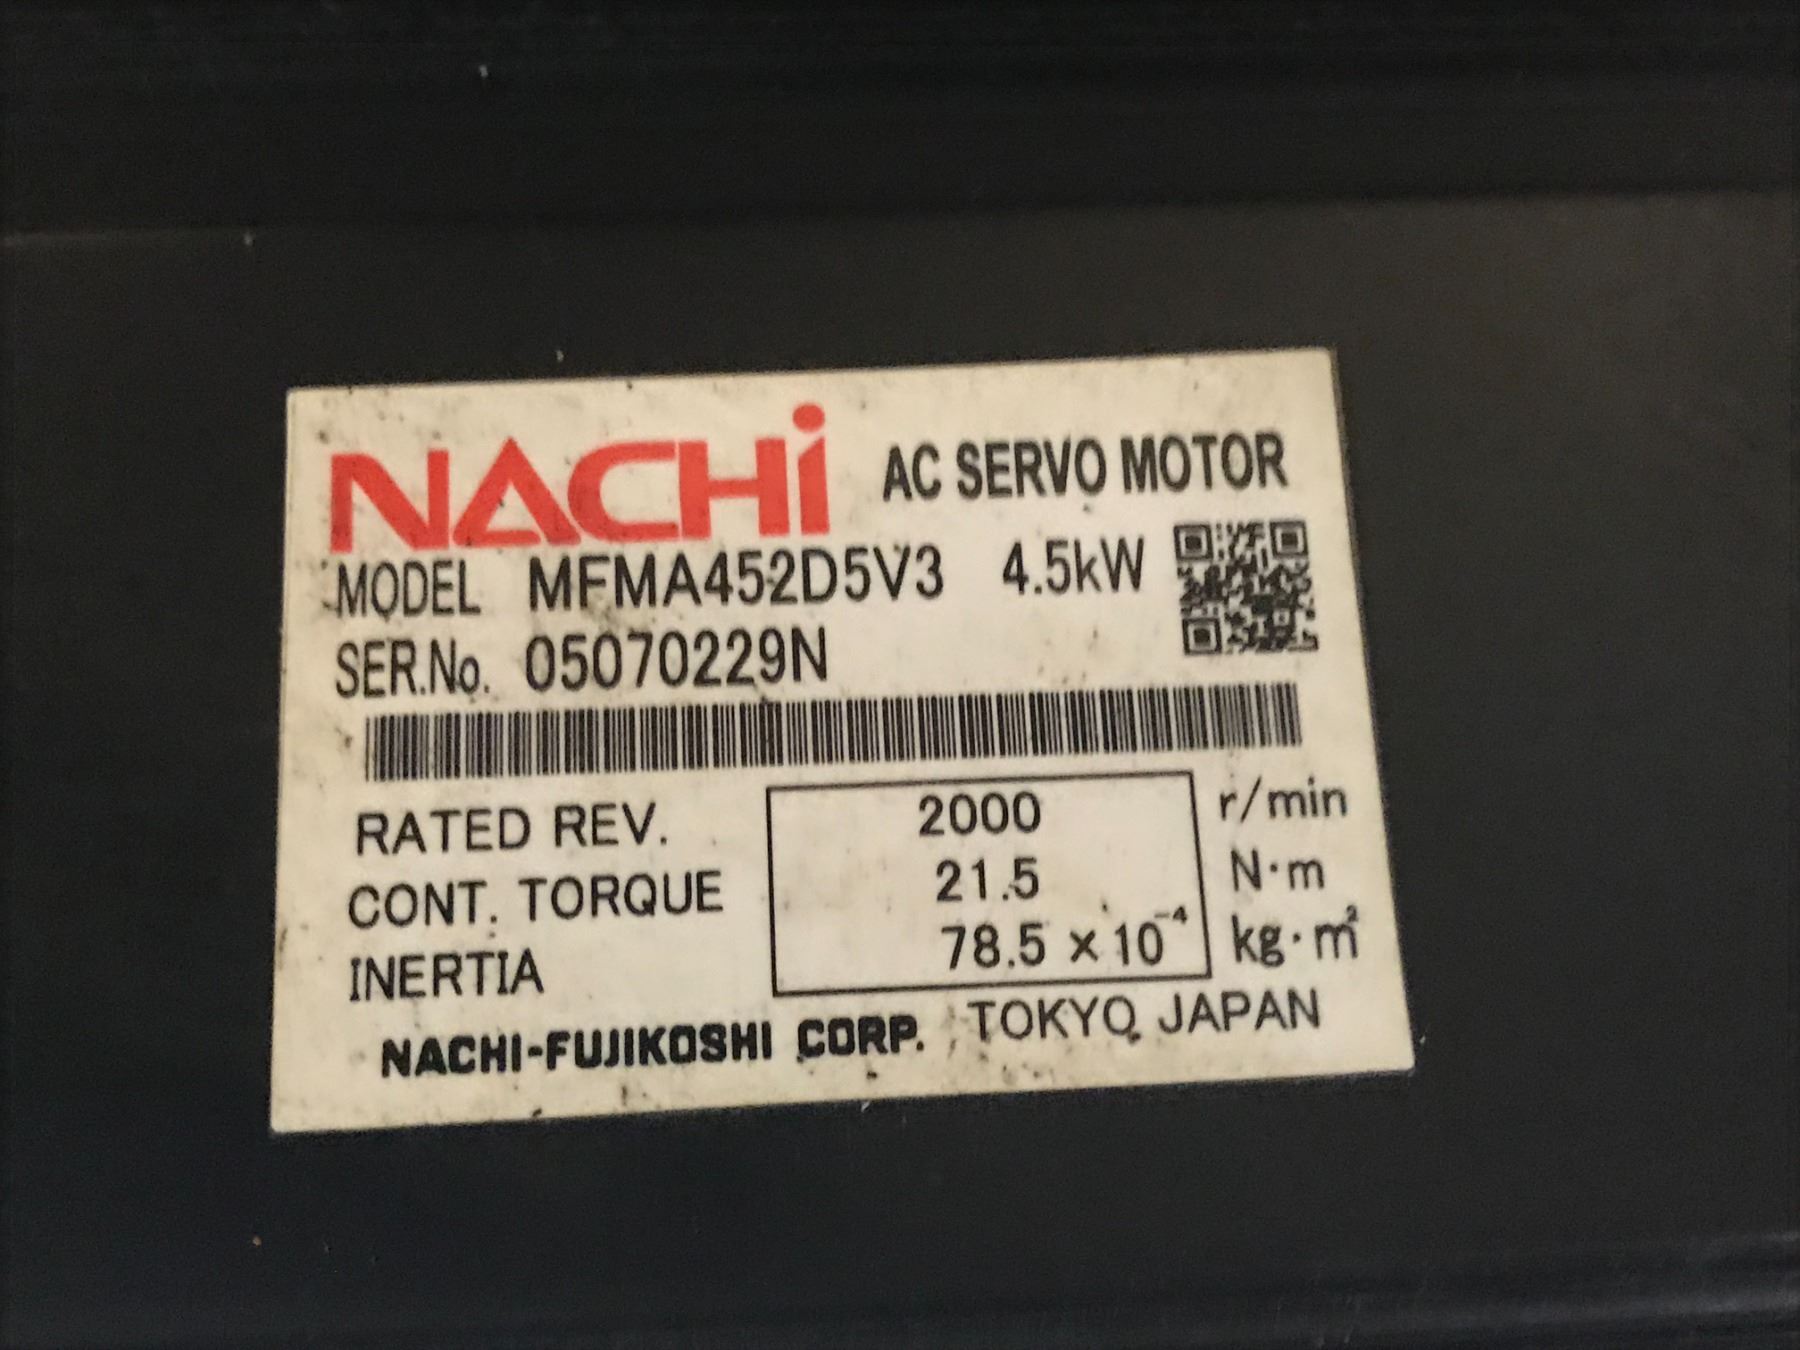 NACHi AC SERVO MOTOR
MODEL MFMA452D5V3 4.5kW
SER.No. 05070229N
RATED REV. 2000 r/min
CONT. TORQUE 21.5 N·m
INERTIA 78.5 × 10⁻⁴ kg·m²
NACHI-FUJIKOSHI CORP. TOKYO, JAPAN